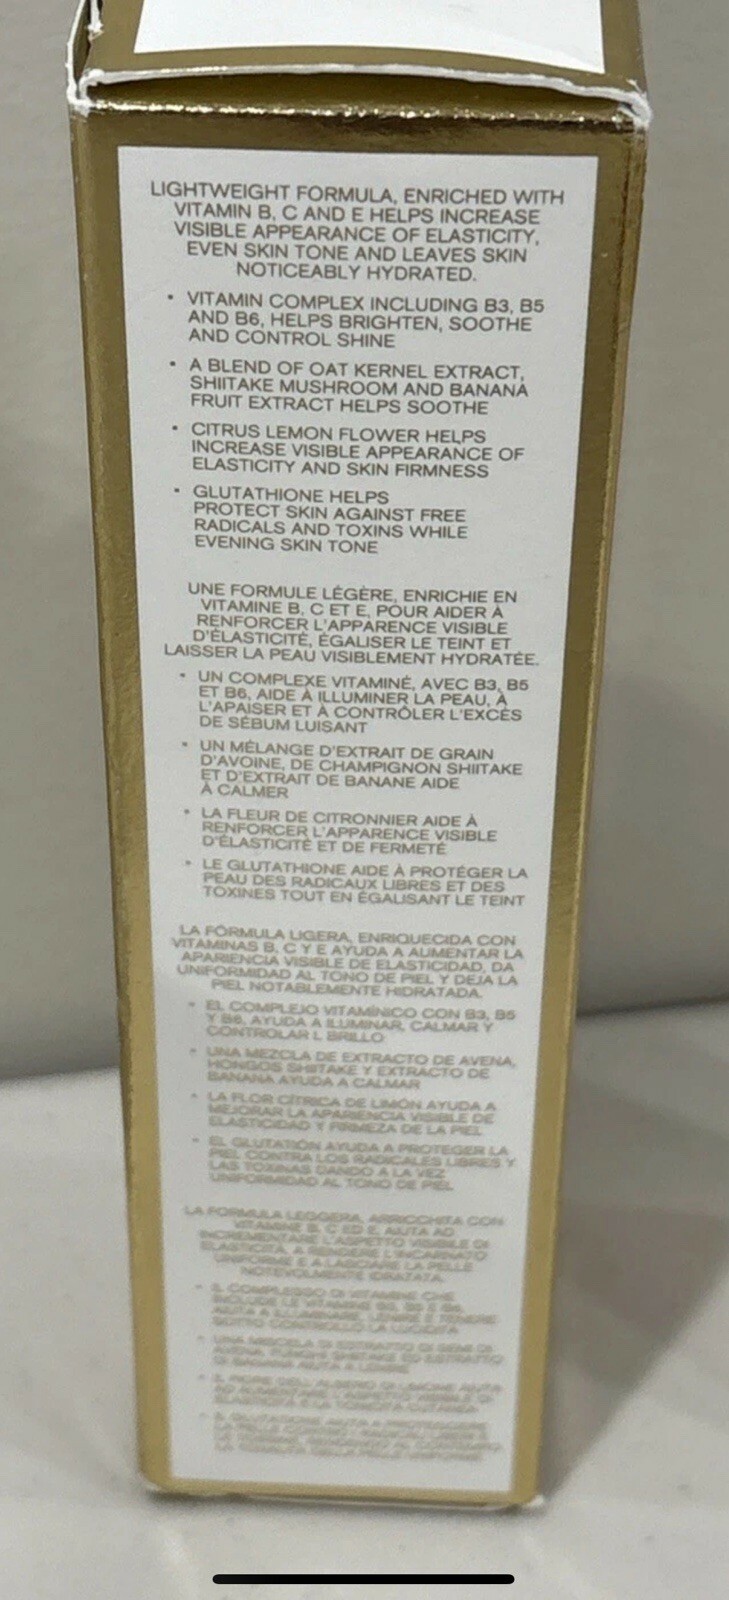 LIGHTWEIGHT FORMULA, ENRICHED WITH
VITAMIN B, C AND E HELPS INCREASE
VISIBLE APPEARANCE OF ELASTICITY,
EVEN SKIN TONE AND LEAVES SKIN
NOTICEABLY HYDRATED.
• VITAMIN COMPLEX INCLUDING B3, B5
AND B6, HELPS BRIGHTEN, SOOTHE
AND CONTROL SHINE
• A BLEND OF OAT KERNEL EXTRACT,
SHIITAKE MUSHROOM AND BANANA
FRUIT EXTRACT HELPS SOOTHE
• CITRUS LEMON FLOWER HELPS
INCREASE VISIBLE APPEARANCE OF
ELASTICITY AND SKIN FIRMNESS
• GLUTATHIONE HELPS
PROTECT SKIN AGAINST FREE
RADICALS AND TOXINS WHILE
EVENING SKIN TONE
UNE FORMULE LÉGÈRE, ENRICHIE EN
VITAMINE B, C ET E, POUR AIDER À
RENFORCER L'APPARENCE VISIBLE
D'ÉLASTICITÉ, ÉGALISER LE TEINT ET
LAISSER LA PEAU VISIBLEMENT HYDRATÉE.
• UN COMPLEXE VITAMINÉ, AVEC B3, B5
ET B6, AIDE À ILLUMINER LA PEAU, À
L'APAISER ET À CONTRÔLER L'EXCÉS
DE SÉBUM LUISANT
• UN MÉLANGE D'EXTRAIT DE GRAIN
D'AVOINE, DE CHAMPIGNON SHIITAKE
ET D'EXTRAIT DE BANANE AIDE
À CALMER
• LA FLEUR DE CITRONNIER AIDE À
RENFORCER L'APPARENCE VISIBLE
D'ÉLASTICITÉ ET DE FERMETÉ
• LE GLUTATHIONE AIDE À PROTÉGER LA
PEAU DES RADICAUX LIBRES ET DES
TOXINES TOUT EN ÉGALISANT LE TEINT
LA FÓRMULA LIGERA, ENRIQUECIDA CON
VITAMINAS B, C Y E AYUDA A AUMENTAR LA
APARIENCIA VISIBLE DE ELASTICIDAD, DA
UNIFORMIDAD AL TONO DE PIEL Y DEJA LA
PIEL NOTABLEMENTE HIDRATADA.
• EL COMPLEJO VITAMÍNICO CON B3, B5
Y B6, AYUDA A ILUMINAR, CALMAR Y
CONTROLAR L BRILLO
• UNA MEZCLA DE EXTRACTO DE AVENA,
HONGOS SHIITAKE Y EXTRACTO DE
BANANA AYUDA A CALMAR
• LA FLOR CÍTRICA DE LIMÓN AYUDA A
MEJORAR LA APARIENCIA VISIBLE DE
ELASTICIDAD Y FIRMEZA DE LA PIEL
• EL GLUTATIÓN AYUDA A PROTEGER LA
PIEL CONTRA LOS RADICALES LIBRES Y
LAS TOXINAS DANDO A LA VEZ
UNIFORMIDAD AL TONO DE PIEL
LA FORMULA LEGGERA, ARRICCHITA CON
VITAMINE B, C ED E, AIUTA AD
INCREMENTARE L'ASPETTO VISIBILE DI
ELASTICITÀ, A RENDERE L'INCARNATO
UNIFORME E A LASCIARE LA PELLE
NOTEVOLMENTE IDRATATA.
• IL COMPLESSO DI VITAMINE CHE